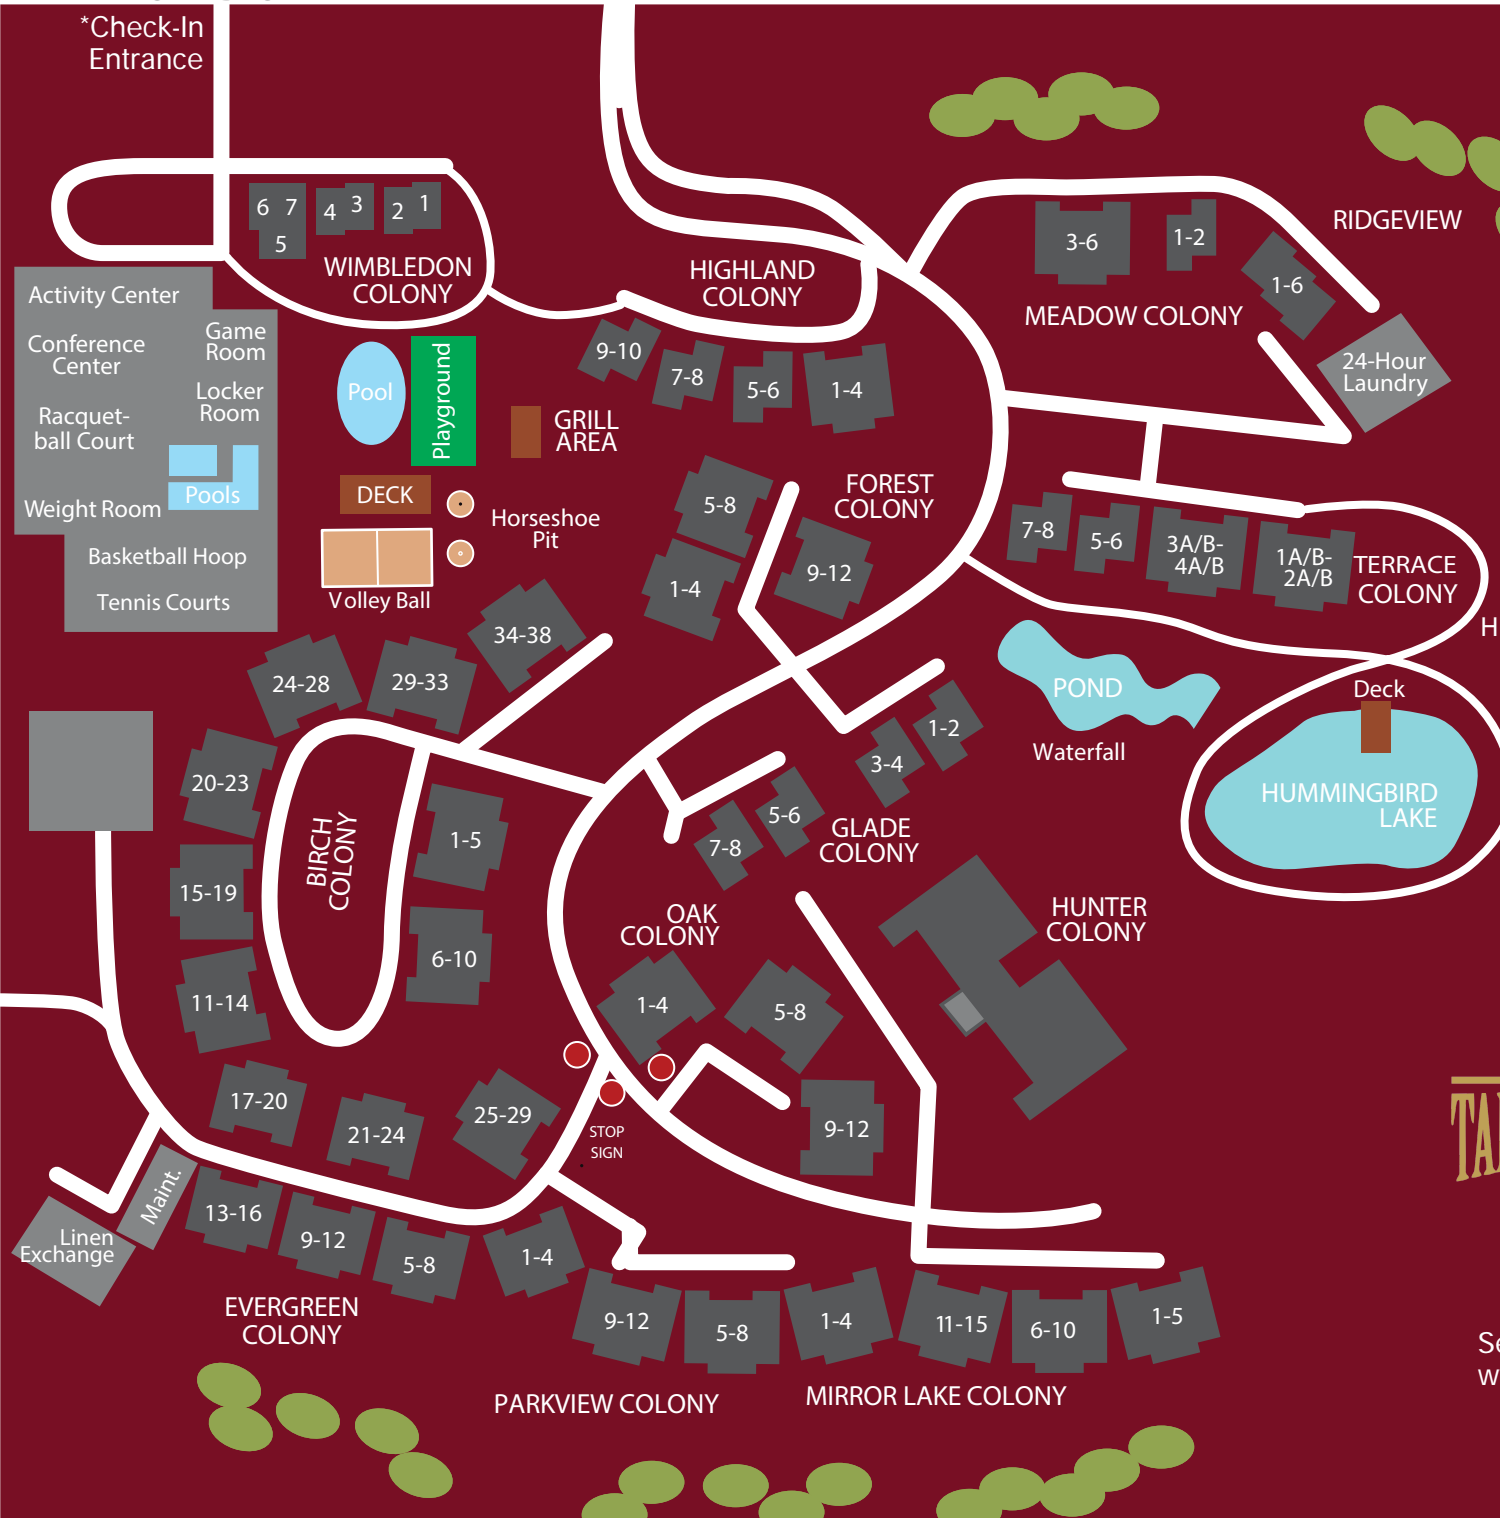 *Check-In
Entrance
6 7
5
4
3
2
1
WIMBLEDON
COLONY
HIGHLAND
COLONY
3-6
1-2
1-6
RIDGEVIEW
MEADOW COLONY
24-Hour
Laundry
Activity Center
Game
Room
Conference
Center
Locker
Room
Racquet-
ball Court
Pools
Weight Room
Basketball Hoop
Tennis Courts
Pool
Playground
GRILL
AREA
DECK
Horseshoe
Pit
Volley Ball
9-10
7-8
5-6
1-4
FOREST
COLONY
5-8
1-4
9-12
7-8
5-6
3A/B-
4A/B
1A/B-
2A/B
TERRACE
COLONY
H
34-38
29-33
24-28
20-23
15-19
11-14
BIRCH
COLONY
1-5
6-10
POND
Waterfall
Deck
HUMMINGBIRD
LAKE
1-2
3-4
5-6
7-8
GLADE
COLONY
OAK
COLONY
1-4
5-8
9-12
HUNTER
COLONY
STOP
SIGN
17-20
21-24
25-29
Maint.
Linen
Exchange
13-16
9-12
5-8
1-4
EVERGREEN
COLONY
9-12
5-8
1-4
PARKVIEW COLONY
11-15
6-10
1-5
MIRROR LAKE COLONY
TA
Se
w